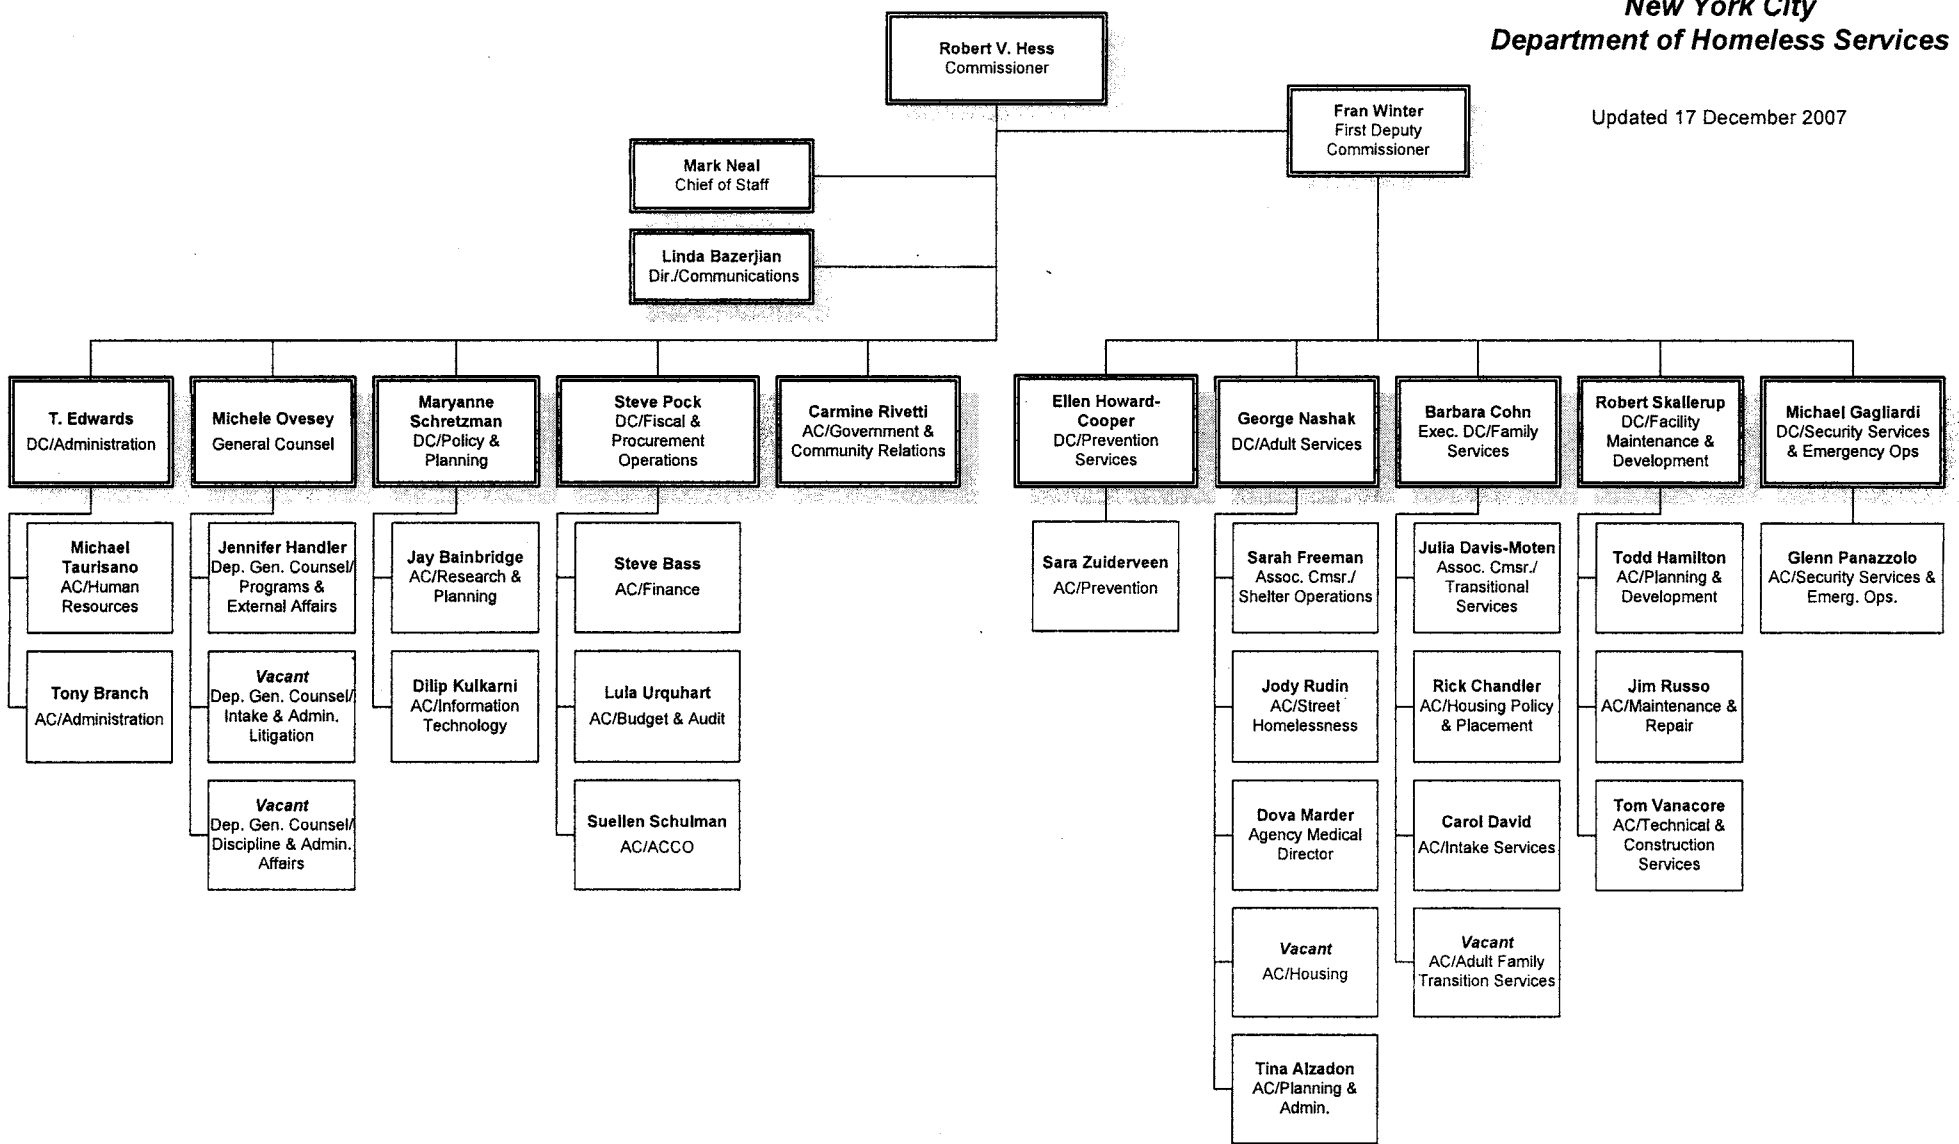 New York City
Department of Homeless Services
Updated 17 December 2007
Robert V. Hess
Commissioner
Fran Winter
First Deputy
Commissioner
Mark Neal
Chief of Staff
Linda Bazerjian
Dir./Communications
T. Edwards
DC/Administration
Michele Ovesey
General Counsel
Maryanne
Schretzman
DC/Policy &
Planning
Steve Pock
DC/Fiscal &
Procurement
Operations
Carmine Rivetti
AC/Government &
Community Relations
Ellen Howard-
Cooper
DC/Prevention
Services
George Nashak
DC/Adult Services
Barbara Cohn
Exec. DC/Family
Services
Robert Skallerup
DC/Facility
Maintenance &
Development
Michael Gagliardi
DC/Security Services
& Emergency Ops
Michael
Taurisano
AC/Human
Resources
Tony Branch
AC/Administration
Jennifer Handler
Dep. Gen. Counsel/
Programs &
External Affairs
Vacant
Dep. Gen. Counsel/
Intake & Admin.
Litigation
Vacant
Dep. Gen. Counsel/
Discipline & Admin.
Affairs
Jay Bainbridge
AC/Research &
Planning
Dilip Kulkarni
AC/Information
Technology
Steve Bass
AC/Finance
Lula Urquhart
AC/Budget & Audit
Suellen Schulman
AC/ACCO
Sara Zuiderveen
AC/Prevention
Sarah Freeman
Assoc. Cmsr./
Shelter Operations
Jody Rudin
AC/Street
Homelessness
Dova Marder
Agency Medical
Director
Vacant
AC/Housing
Tina Alzadon
AC/Planning &
Admin.
Julia Davis-Moten
Assoc. Cmsr./
Transitional
Services
Rick Chandler
AC/Housing Policy
& Placement
Carol David
AC/Intake Services
Vacant
AC/Adult Family
Transition Services
Todd Hamilton
AC/Planning &
Development
Jim Russo
AC/Maintenance &
Repair
Tom Vanacore
AC/Technical &
Construction
Services
Glenn Panazzolo
AC/Security Services &
Emerg. Ops.